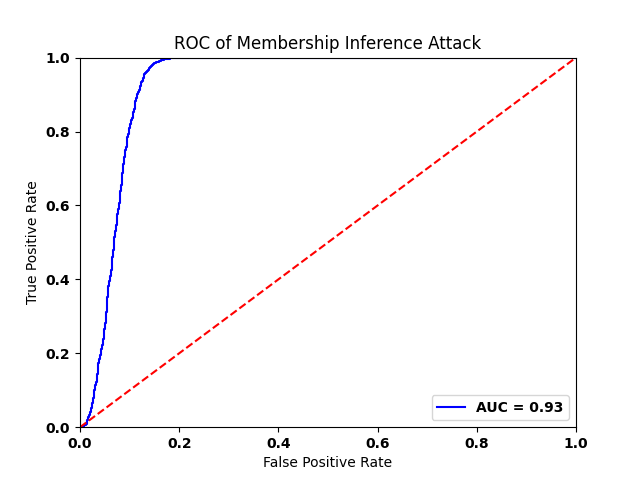 ROC of Membership Inference Attack
True Positive Rate
1.0
0.8
0.6
0.4
0.2
0.0
AUC = 0.93
0.0 0.2 0.4 0.6 0.8 1.0
False Positive Rate